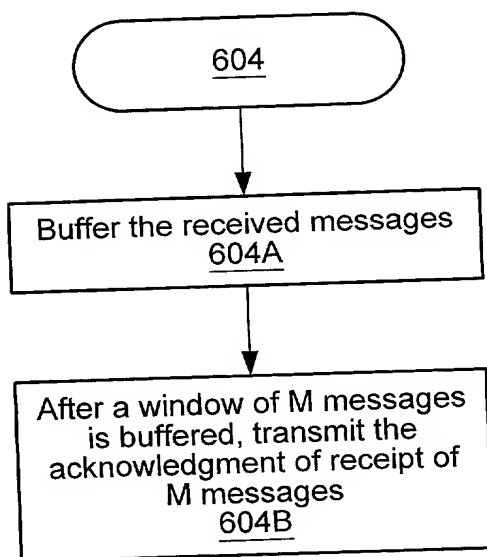 604
Buffer the received messages
604A
After a window of M messages
is buffered, transmit the
acknowledgment of receipt of
M messages
604B